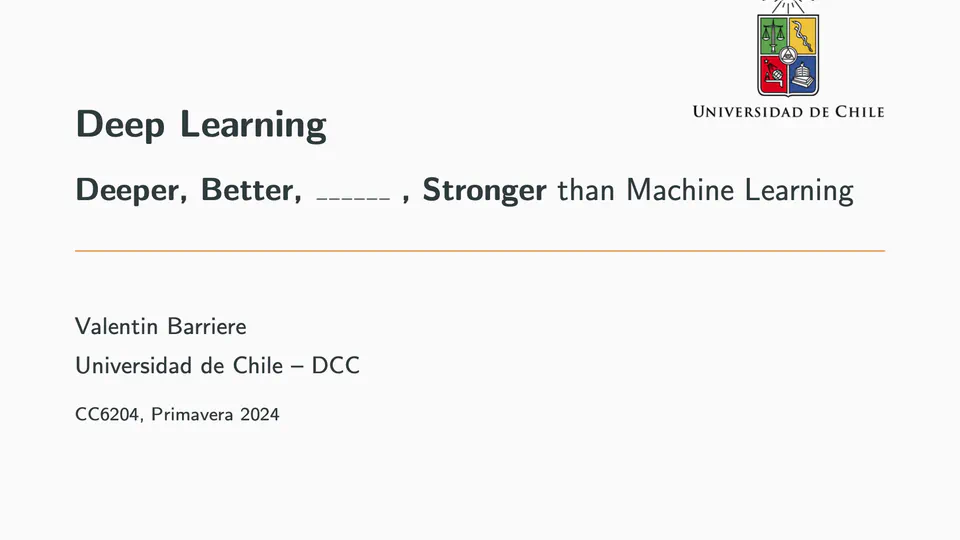 UNIVERSIDAD DE CHILE
Deep Learning
Deeper, Better, ______ , Stronger than Machine Learning
Valentin Barriere
Universidad de Chile – DCC
CC6204, Primavera 2024